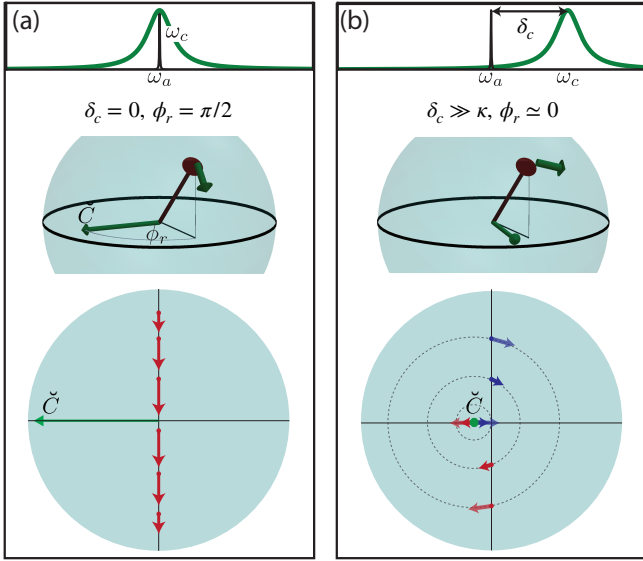 (a)
ω_c
ω_a
δ_c = 0, ϕ_r = π/2
C̆
ϕ_r
C̆
(b)
δ_c
ω_a
ω_c
δ_c ≫ κ, ϕ_r ≃ 0
C̆